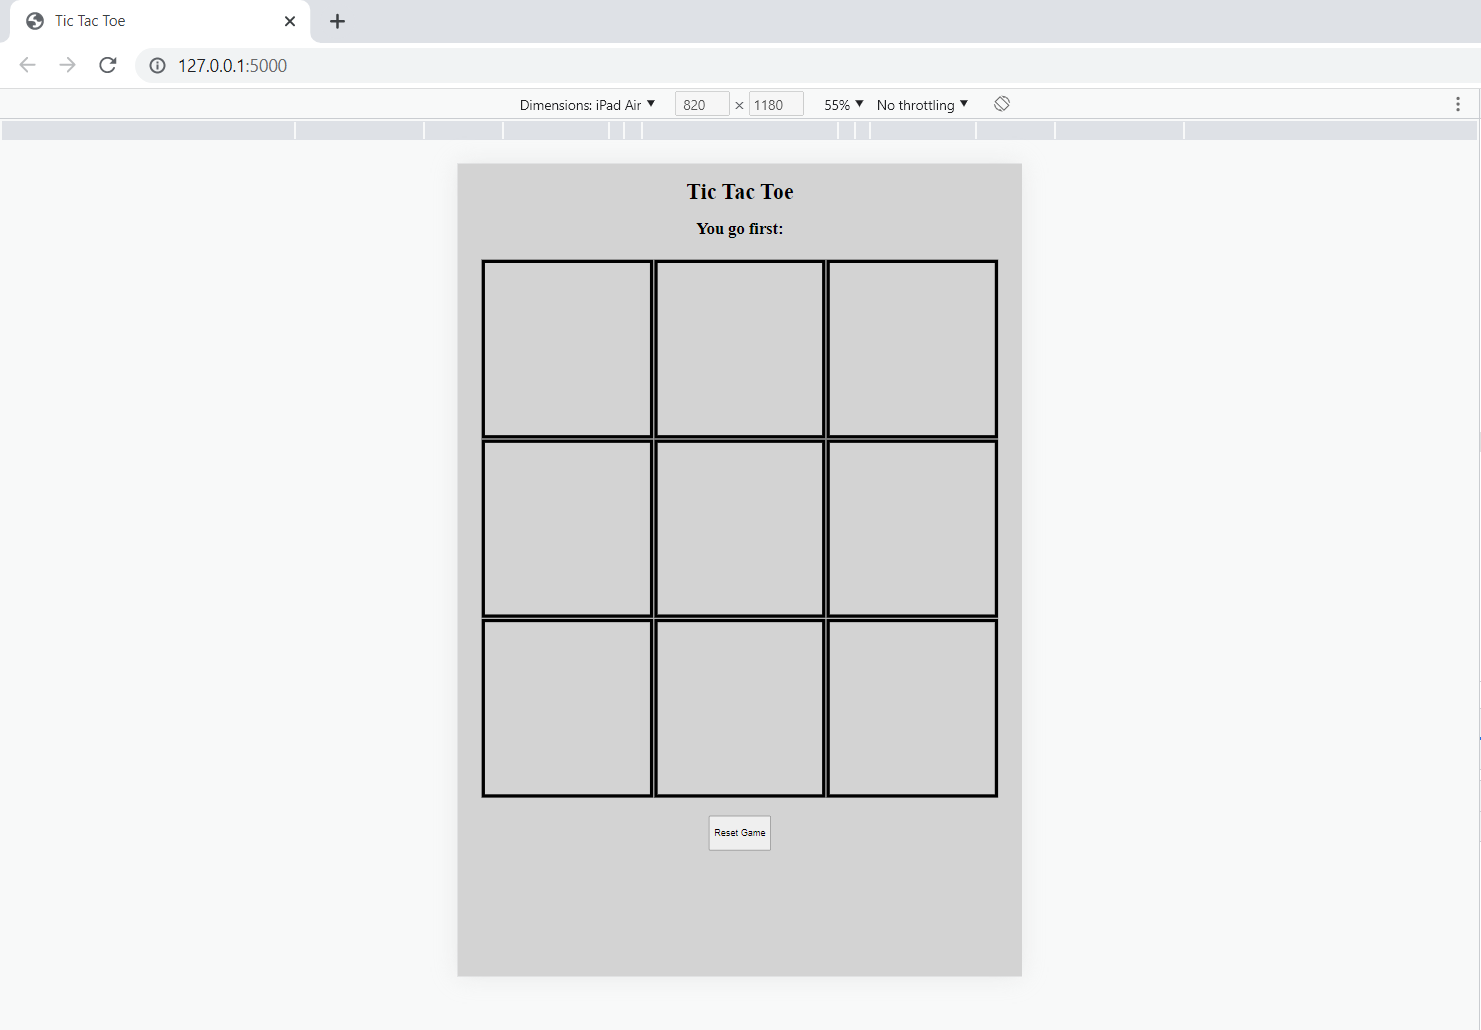 Tic Tac Toe
127.0.0.1:5000
Dimensions: iPad Air 820 × 1180 55% No throttling
Tic Tac Toe
You go first:
Reset Game